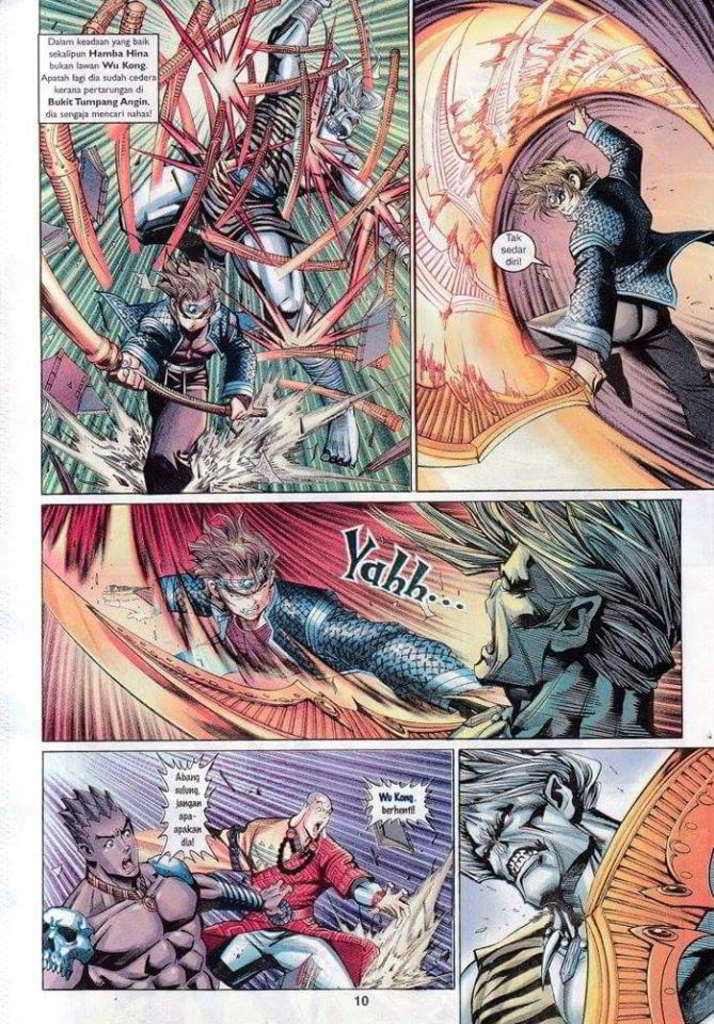 Dalam keadaan yang baik
sekalipun Hamba Hina
bukan lawan Wu Kong.
Apatah lagi dia sudah cedera
kerana pertarungan di
Bukit Tumpang Angin,
dia sengaja mencari nahas!
Tak
sedar
diri!
Yahh...
Abang
sulung,
jangan
apa-
apakan
dia!
Wu Kong,
berhenti!
10